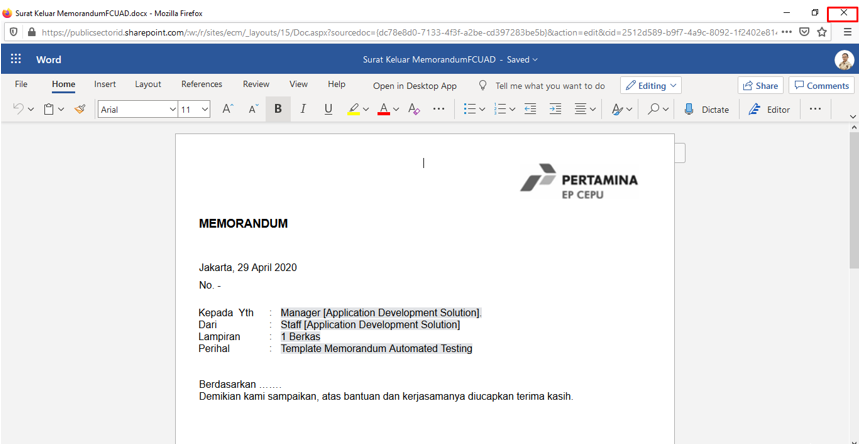 Surat Keluar MemorandumFCUAD.docx - Mozilla Firefox
https://publicsectorid.sharepoint.com/:w:/r/sites/ecm/_layouts/15/Doc.aspx?sourcedoc={dc78e8d0-7133-4f3f-a2be-cd397283be5b}&action=edit&cid=2512d589-b9f7-4a9c-8092-1f2402e81
Word
Surat Keluar MemorandumFCUAD - Saved
File Home Insert Layout References Review View Help Open in Desktop App Tell me what you want to do Editing Share Comments
Arial 11 A A B I U A A Dictate Editor
PERTAMINA
EP CEPU
MEMORANDUM
Jakarta, 29 April 2020
No. -
Kepada Yth : Manager [Application Development Solution].
Dari : Staff [Application Development Solution]
Lampiran : 1 Berkas
Perihal : Template Memorandum Automated Testing
Berdasarkan .......
Demikian kami sampaikan, atas bantuan dan kerjasamanya diucapkan terima kasih.